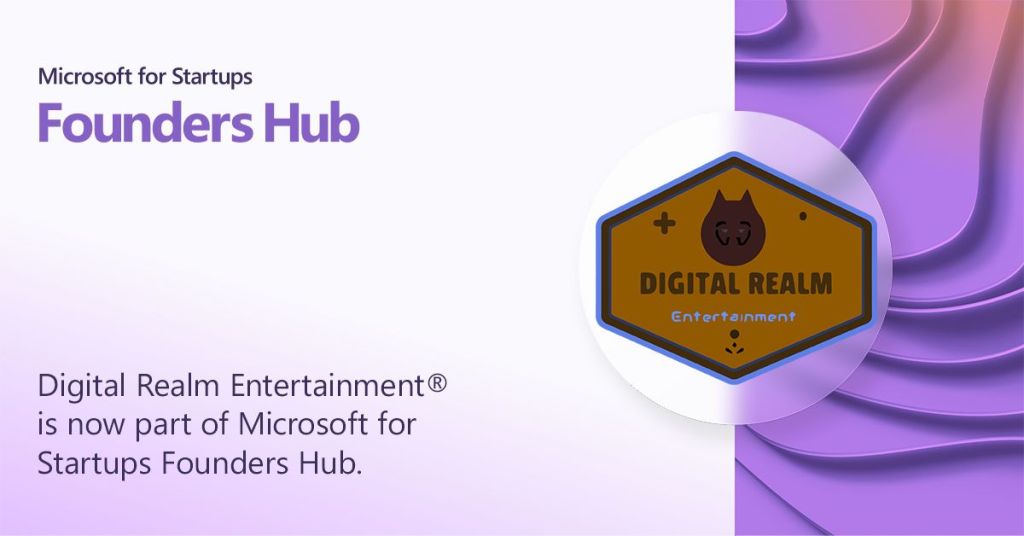 Microsoft for Startups
Founders Hub
DIGITAL REALM
Entertainment
Digital Realm Entertainment®
is now part of Microsoft for
Startups Founders Hub.